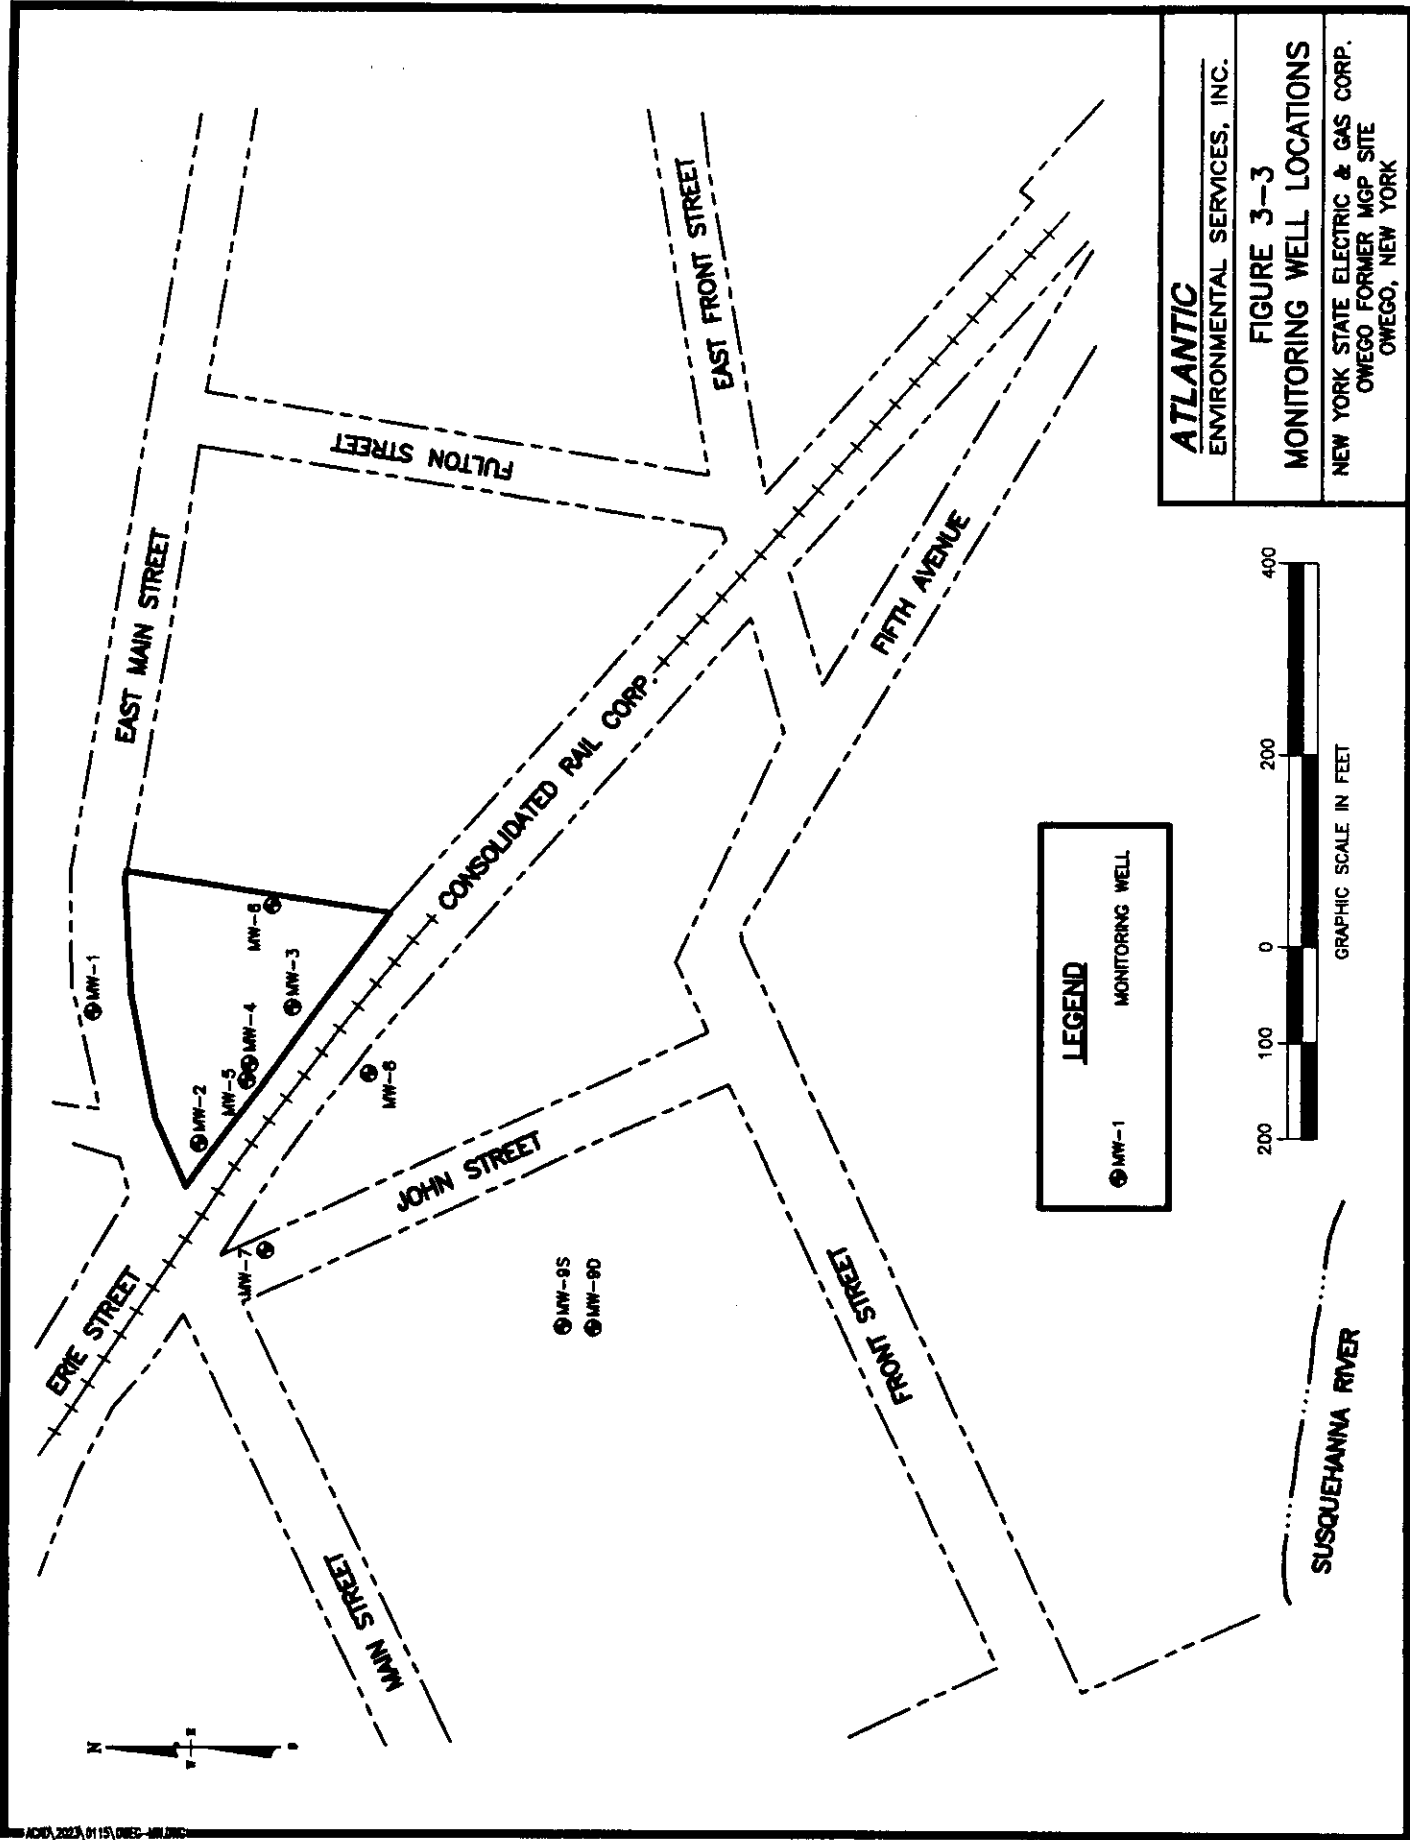 EAST MAIN STREET
FULTON STREET
EAST FRONT STREET
CONSOLIDATED RAIL CORP.
FIFTH AVENUE
ERIE STREET
JOHN STREET
MAIN STREET
FRONT STREET
SUSQUEHANNA RIVER
MW-1
MW-2
MW-5
MW-4
MW-3
MW-6
MW-7
MW-9S
MW-9D
N
W
E
S
LEGEND
MW-1 MONITORING WELL
200 100 0 200 400
GRAPHIC SCALE IN FEET
ATLANTIC
ENVIRONMENTAL SERVICES, INC.
FIGURE 3-3
MONITORING WELL LOCATIONS
NEW YORK STATE ELECTRIC & GAS CORP.
OWEGO FORMER MGP SITE
OWEGO, NEW YORK